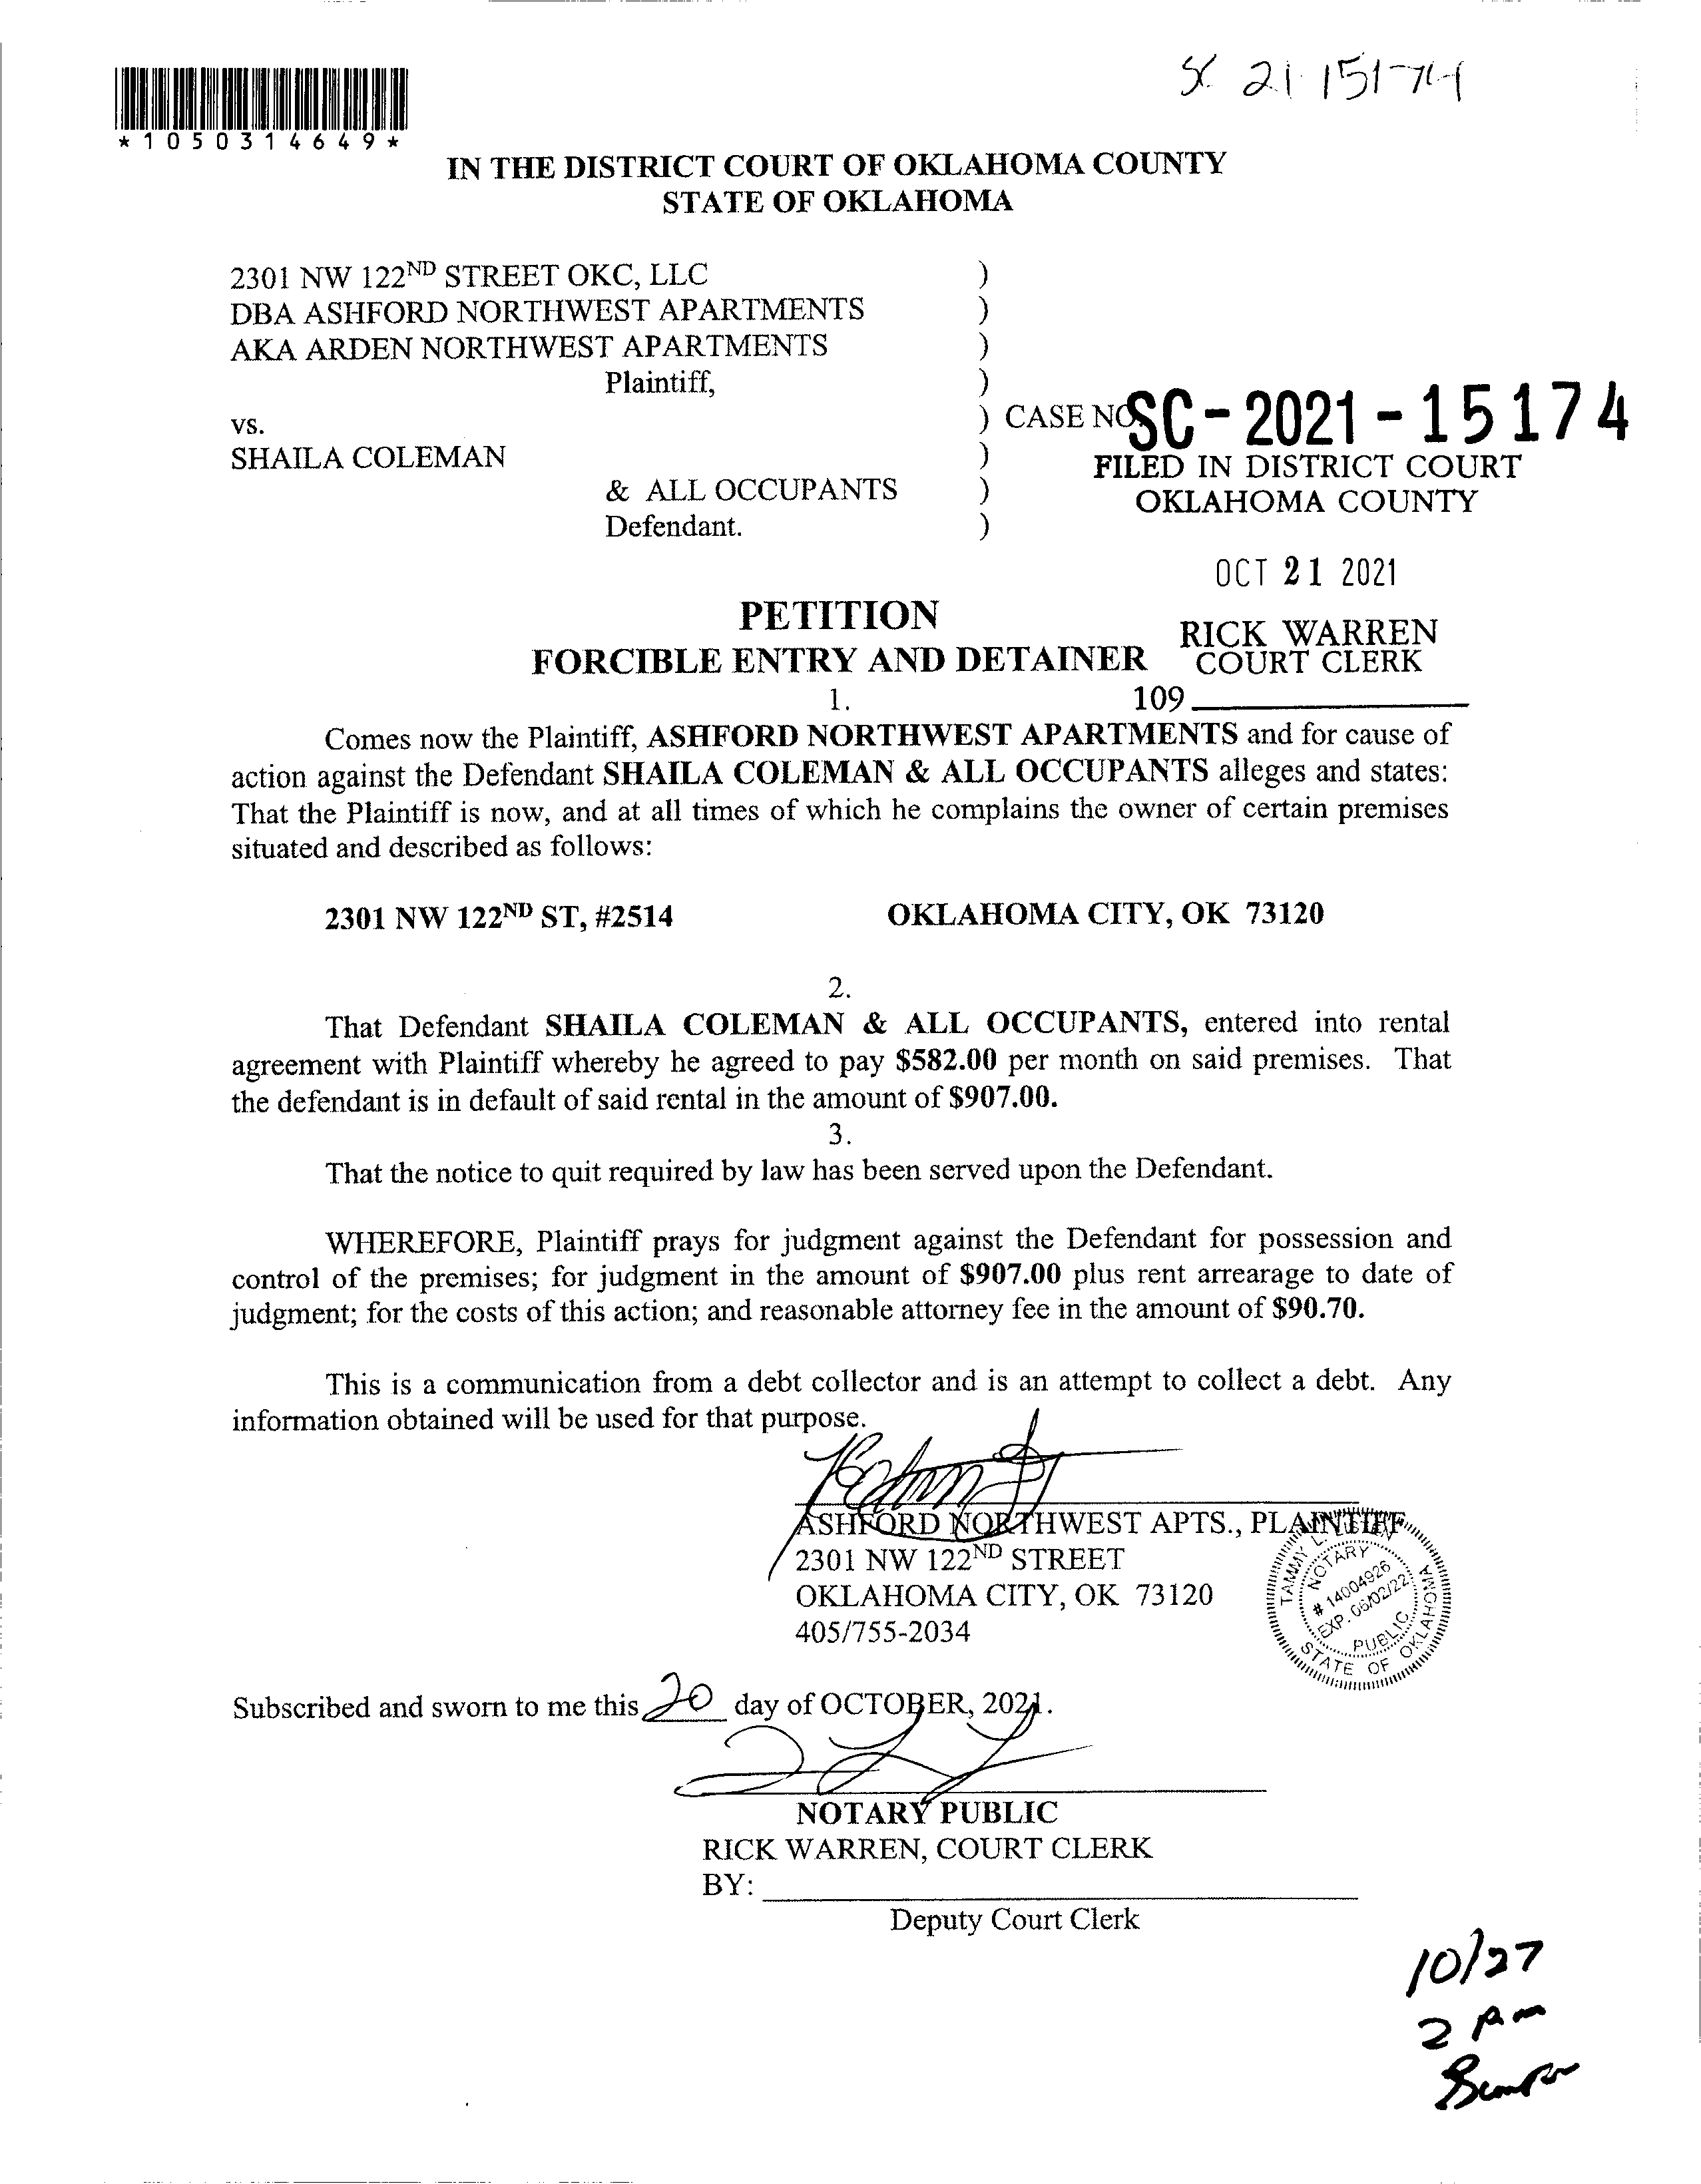 SC 21 15174
*1050314649*
IN THE DISTRICT COURT OF OKLAHOMA COUNTY
STATE OF OKLAHOMA
2301 NW 122ND STREET OKC, LLC )
DBA ASHFORD NORTHWEST APARTMENTS )
AKA ARDEN NORTHWEST APARTMENTS )
Plaintiff, )
vs. ) CASE NO SC-2021-15174
SHAILA COLEMAN )
FILED IN DISTRICT COURT
& ALL OCCUPANTS )
OKLAHOMA COUNTY
Defendant. )
OCT 21 2021
PETITION
RICK WARREN
FORCIBLE ENTRY AND DETAINER
COURT CLERK
1.
109
Comes now the Plaintiff, ASHFORD NORTHWEST APARTMENTS and for cause of
action against the Defendant SHAILA COLEMAN & ALL OCCUPANTS alleges and states:
That the Plaintiff is now, and at all times of which he complains the owner of certain premises
situated and described as follows:
2301 NW 122ND ST, #2514 OKLAHOMA CITY, OK 73120
2.
That Defendant SHAILA COLEMAN & ALL OCCUPANTS, entered into rental
agreement with Plaintiff whereby he agreed to pay $582.00 per month on said premises. That
the defendant is in default of said rental in the amount of $907.00.
3.
That the notice to quit required by law has been served upon the Defendant.
WHEREFORE, Plaintiff prays for judgment against the Defendant for possession and
control of the premises; for judgment in the amount of $907.00 plus rent arrearage to date of
judgment; for the costs of this action; and reasonable attorney fee in the amount of $90.70.
This is a communication from a debt collector and is an attempt to collect a debt. Any
information obtained will be used for that purpose.
ASHFORD NORTHWEST APTS., PLAINTIFF
2301 NW 122ND STREET
OKLAHOMA CITY, OK 73120
405/755-2034
TAMMY L.
NOTARY
# 14004926
EXP. 06/02/22
PUBLIC
STATE OF OKLAHOMA
Subscribed and sworn to me this 20 day of OCTOBER, 2021.
NOTARY PUBLIC
RICK WARREN, COURT CLERK
BY:
Deputy Court Clerk
10/27
2 pm